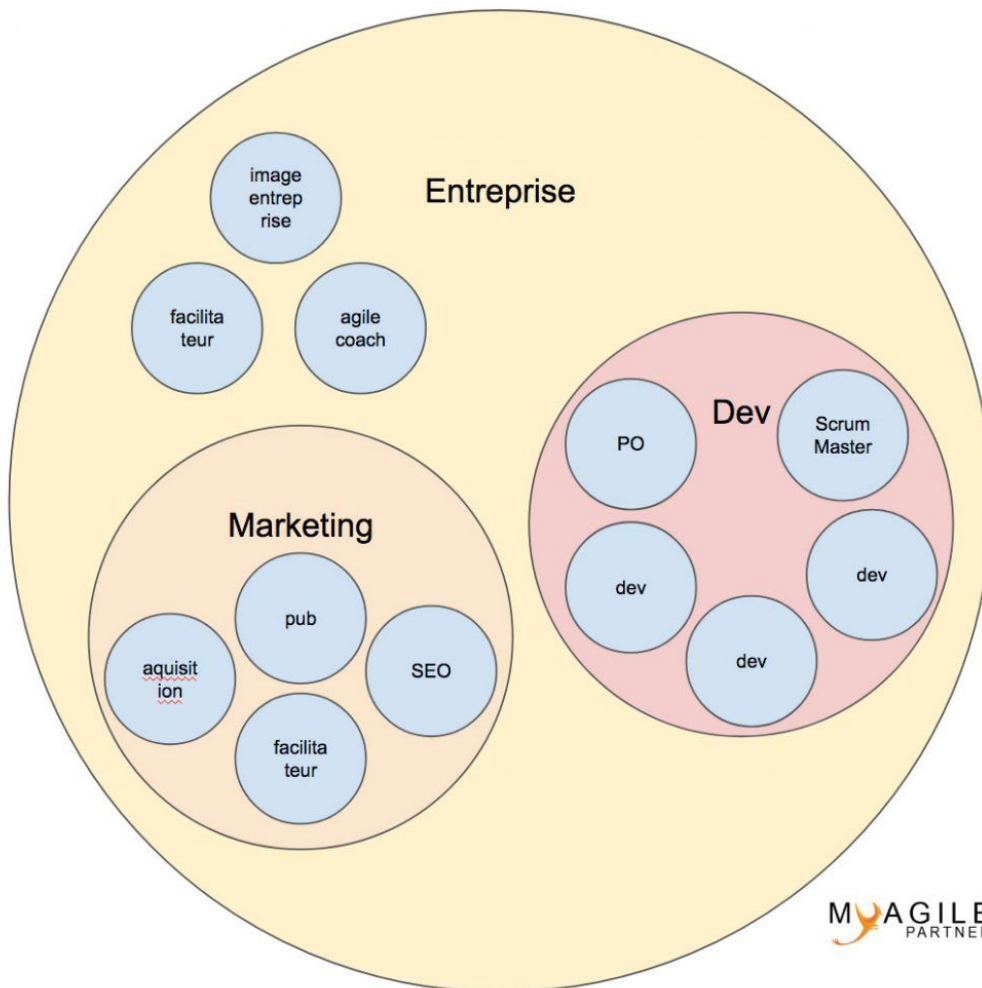 image
entrep
rise
Entreprise
facilita
teur
agile
coach
Dev
PO
Scrum
Master
dev
dev
dev
Marketing
pub
aquisit
ion
SEO
facilita
teur
MYAGILE
PARTNER